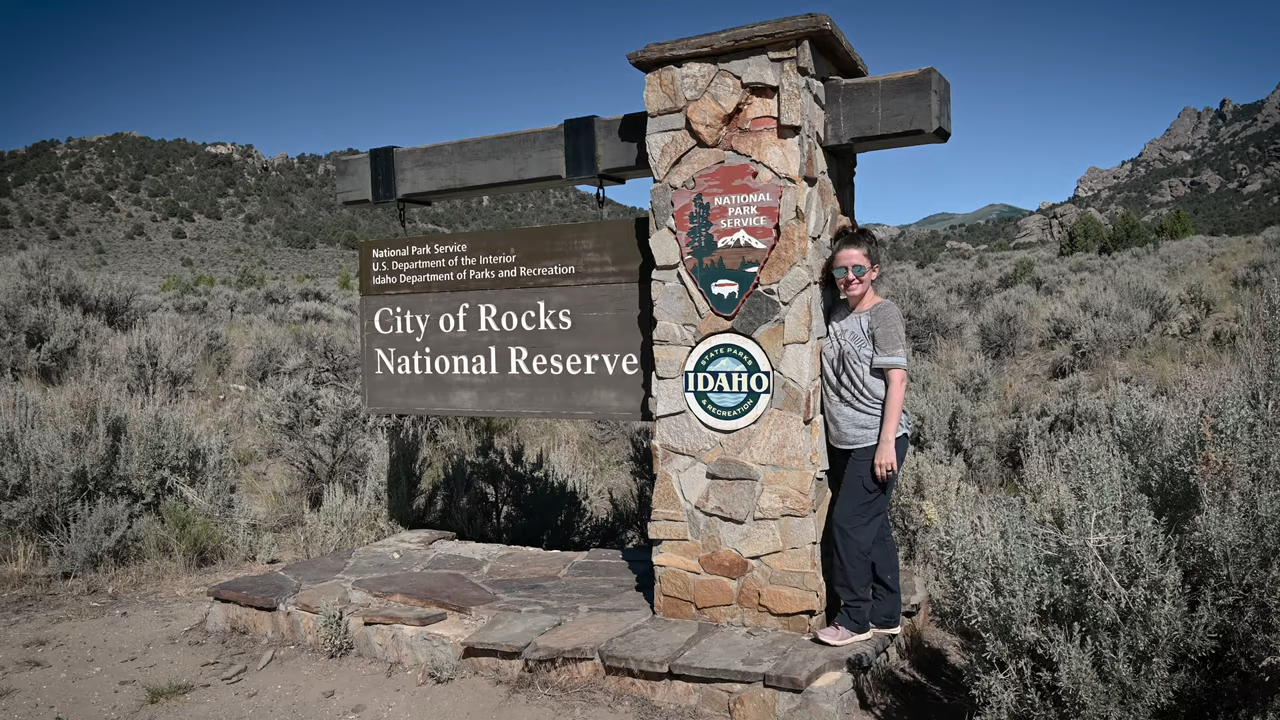 National Park Service
U.S. Department of the Interior
Idaho Department of Parks and Recreation
City of Rocks
National Reserve
NATIONAL
PARK
SERVICE
STATE PARKS
IDAHO
& RECREATION